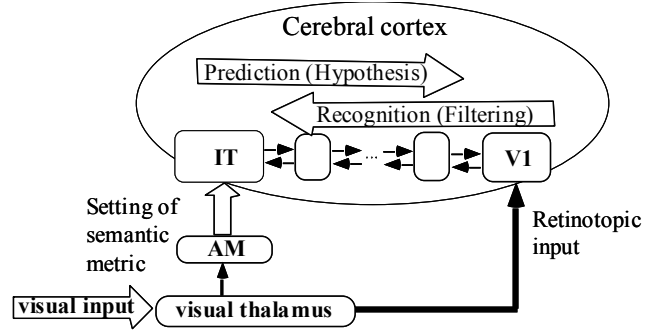 Cerebral cortex
Prediction (Hypothesis)
Recognition (Filtering)
IT
...
V1
Setting of
semantic
metric
AM
Retinotopic
input
visual input
visual thalamus